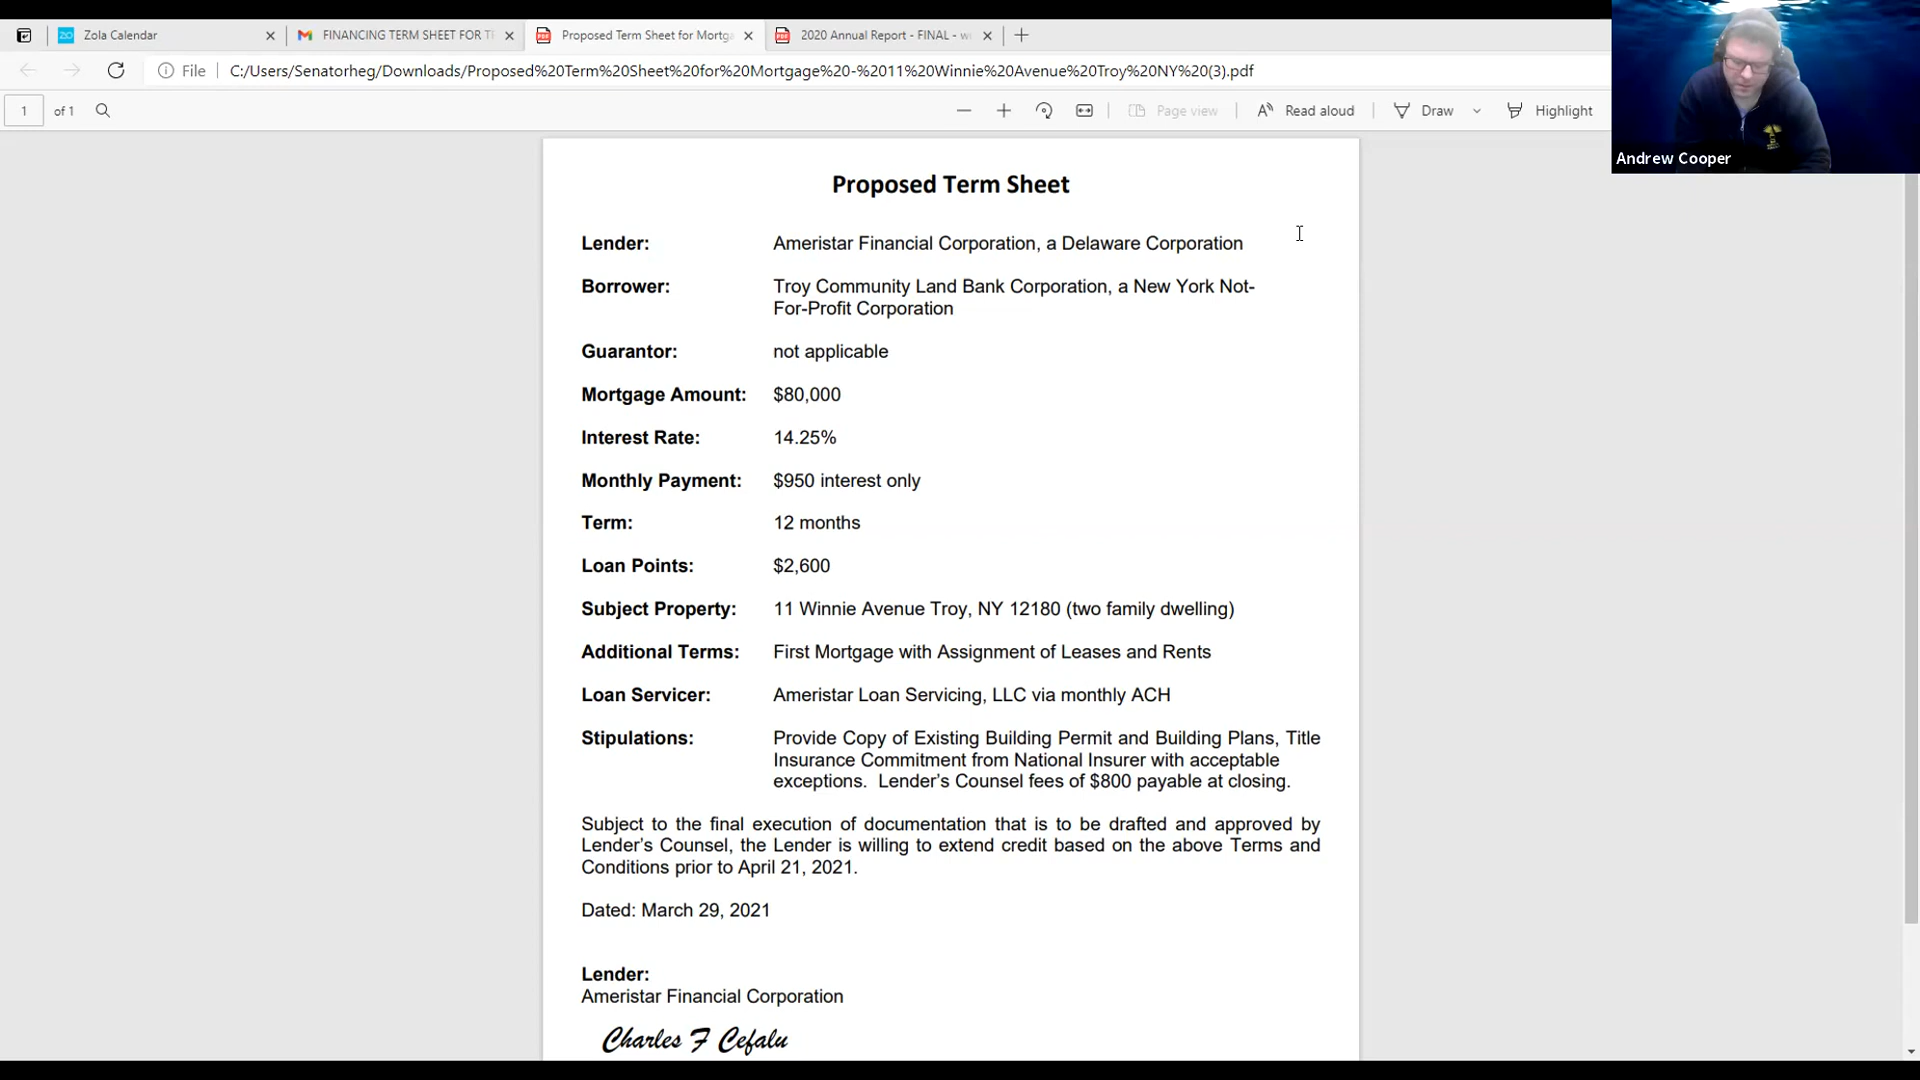 Zola Calendar
FINANCING TERM SHEET FOR T
Proposed Term Sheet for Mortga
2020 Annual Report - FINAL - w
File
C:/Users/Senatorheg/Downloads/Proposed%20Term%20Sheet%20for%20Mortgage%20-%2011%20Winnie%20Avenue%20Troy%20NY%20(3).pdf
1 of 1
Page view
Read aloud
Draw
Highlight
Andrew Cooper
Proposed Term Sheet
Lender: Ameristar Financial Corporation, a Delaware Corporation
Borrower: Troy Community Land Bank Corporation, a New York Not-
For-Profit Corporation
Guarantor: not applicable
Mortgage Amount: $80,000
Interest Rate: 14.25%
Monthly Payment: $950 interest only
Term: 12 months
Loan Points: $2,600
Subject Property: 11 Winnie Avenue Troy, NY 12180 (two family dwelling)
Additional Terms: First Mortgage with Assignment of Leases and Rents
Loan Servicer: Ameristar Loan Servicing, LLC via monthly ACH
Stipulations: Provide Copy of Existing Building Permit and Building Plans, Title
Insurance Commitment from National Insurer with acceptable
exceptions. Lender's Counsel fees of $800 payable at closing.
Subject to the final execution of documentation that is to be drafted and approved by
Lender's Counsel, the Lender is willing to extend credit based on the above Terms and
Conditions prior to April 21, 2021.
Dated: March 29, 2021
Lender:
Ameristar Financial Corporation
Charles F Cefalu